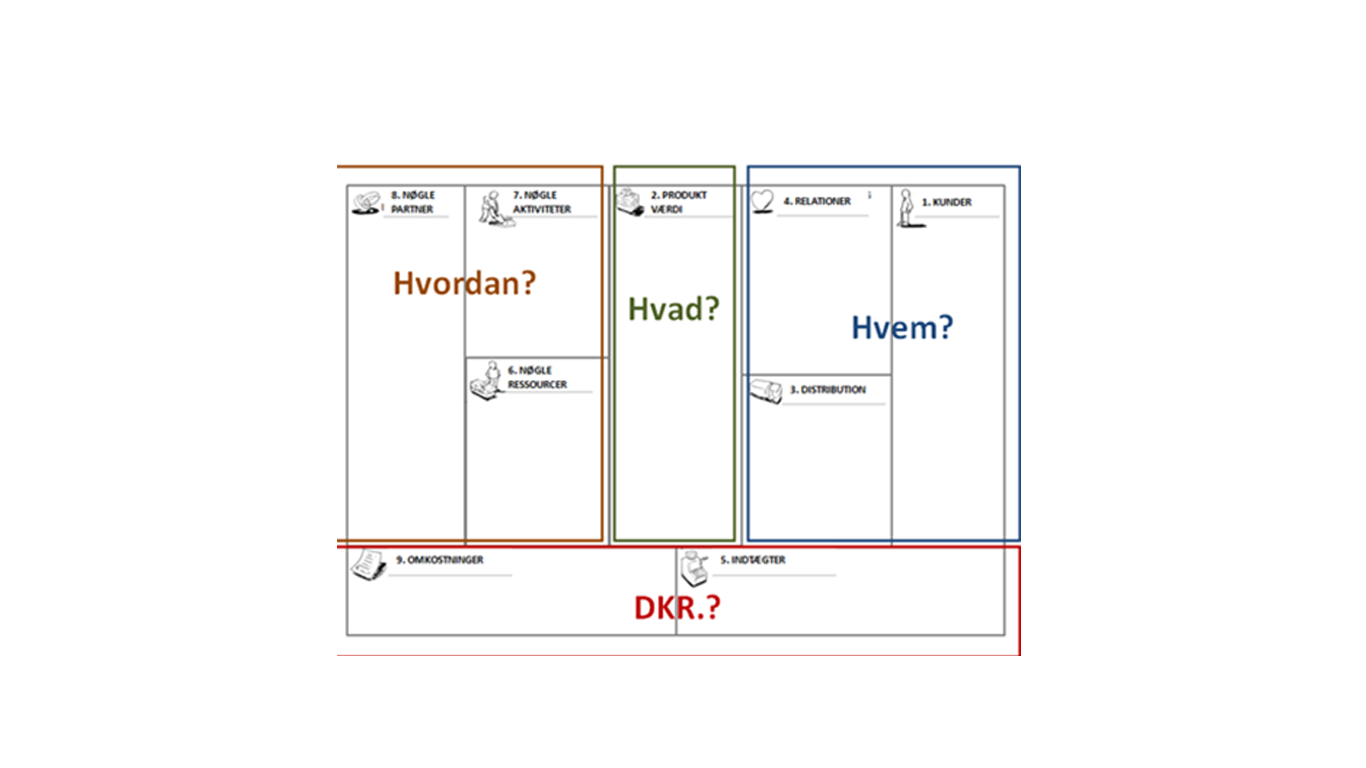 8. NØGLE
PARTNER
7. NØGLE
AKTIVITETER
2. PRODUKT
VÆRDI
4. RELATIONER
1. KUNDER
Hvordan?
Hvad?
Hvem?
6. NØGLE
RESSOURCER
3. DISTRIBUTION
9. OMKOSTNINGER
5. INDTÆGTER
DKR.?